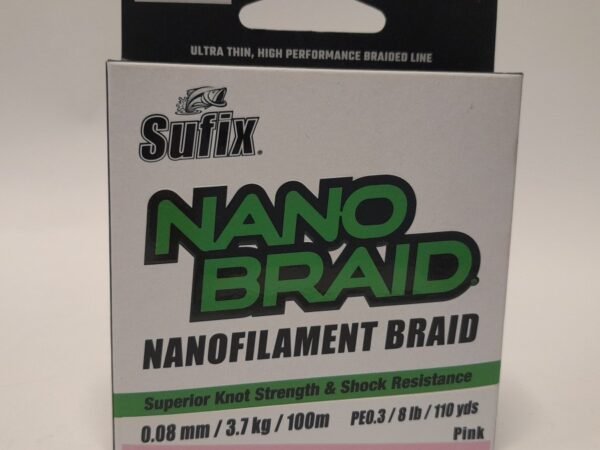 ULTRA THIN, HIGH PERFORMANCE BRAIDED LINE
Sufix®
NANO
BRAID®
NANOFILAMENT BRAID
Superior Knot Strength & Shock Resistance
0.08 mm / 3.7 kg / 100m PE0.3 / 8 lb / 110 yds
Pink